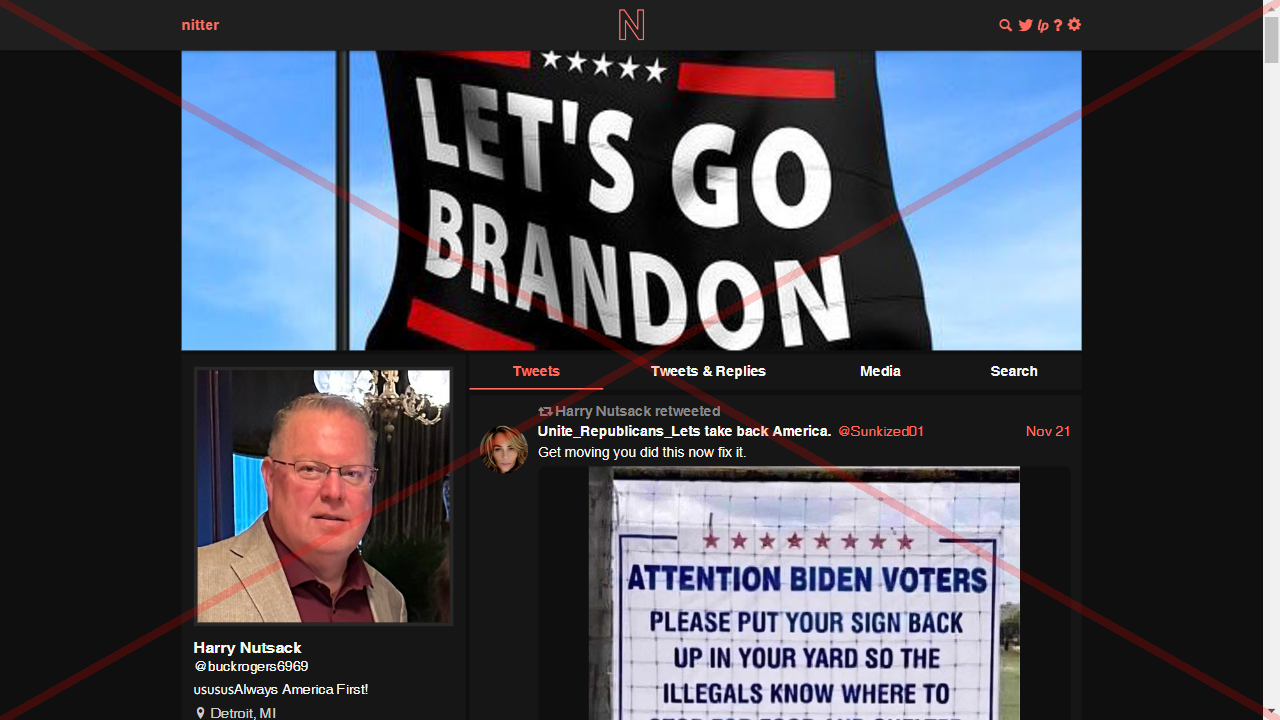 nitter
LET'S GO
BRANDON
Tweets
Tweets & Replies
Media
Search
Harry Nutsack retweeted
Unite_Republicans_Lets take back America. @Sunkized01 Nov 21
Get moving you did this now fix it.
ATTENTION BIDEN VOTERS
PLEASE PUT YOUR SIGN BACK
UP IN YOUR YARD SO THE
ILLEGALS KNOW WHERE TO
Harry Nutsack
@buckrogers6969
usususAlways America First!
Detroit, MI